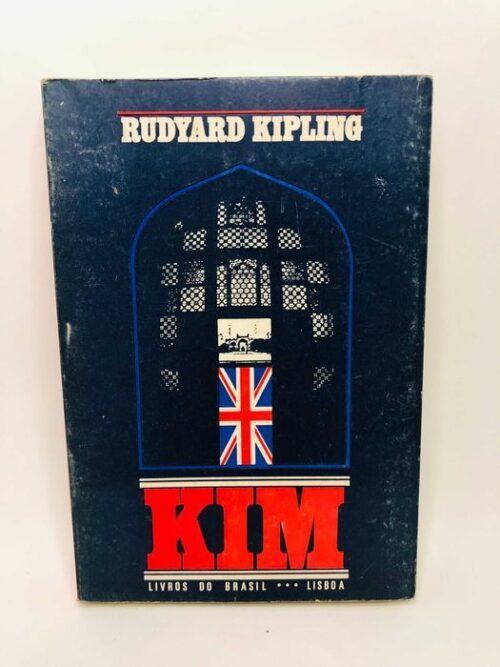 RUDYARD KIPLING
KIM
LIVROS DO BRASIL ••• LISBOA